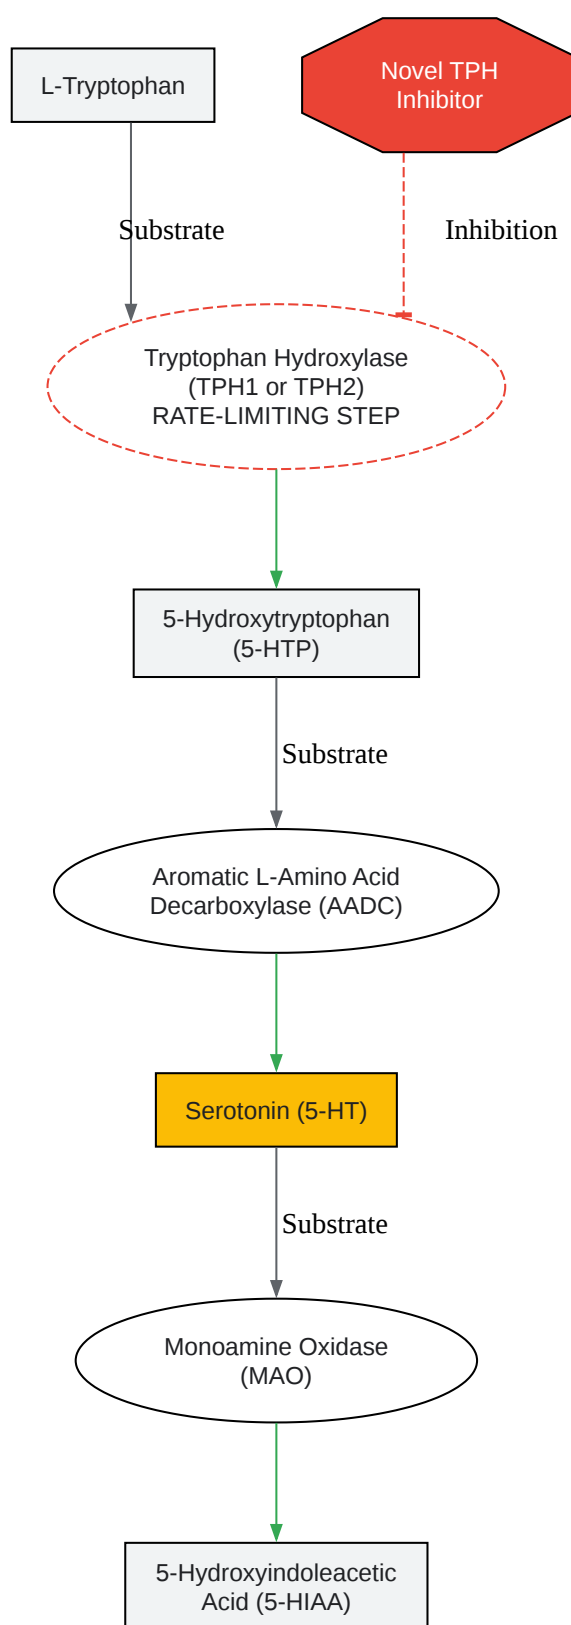 L-Tryptophan
Novel TPH
Inhibitor
Substrate
Inhibition
Tryptophan Hydroxylase
(TPH1 or TPH2)
RATE-LIMITING STEP
5-Hydroxytryptophan
(5-HTP)
Substrate
Aromatic L-Amino Acid
Decarboxylase (AADC)
Serotonin (5-HT)
Substrate
Monoamine Oxidase
(MAO)
5-Hydroxyindoleacetic
Acid (5-HIAA)